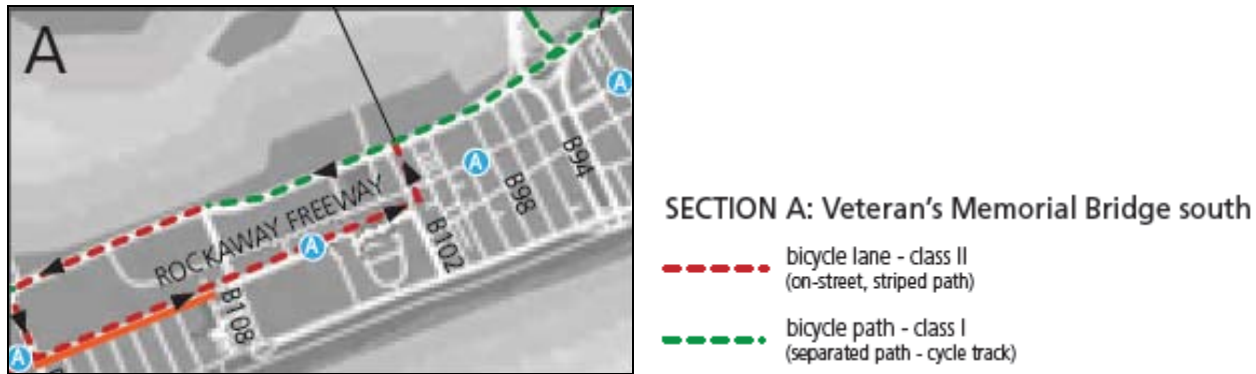 A
A
A
B94
B98
ROCKAWAY FREEWAY
A
B102
B108
A
SECTION A: Veteran's Memorial Bridge south
bicycle lane - class II
(on-street, striped path)
bicycle path - class I
(separated path - cycle track)